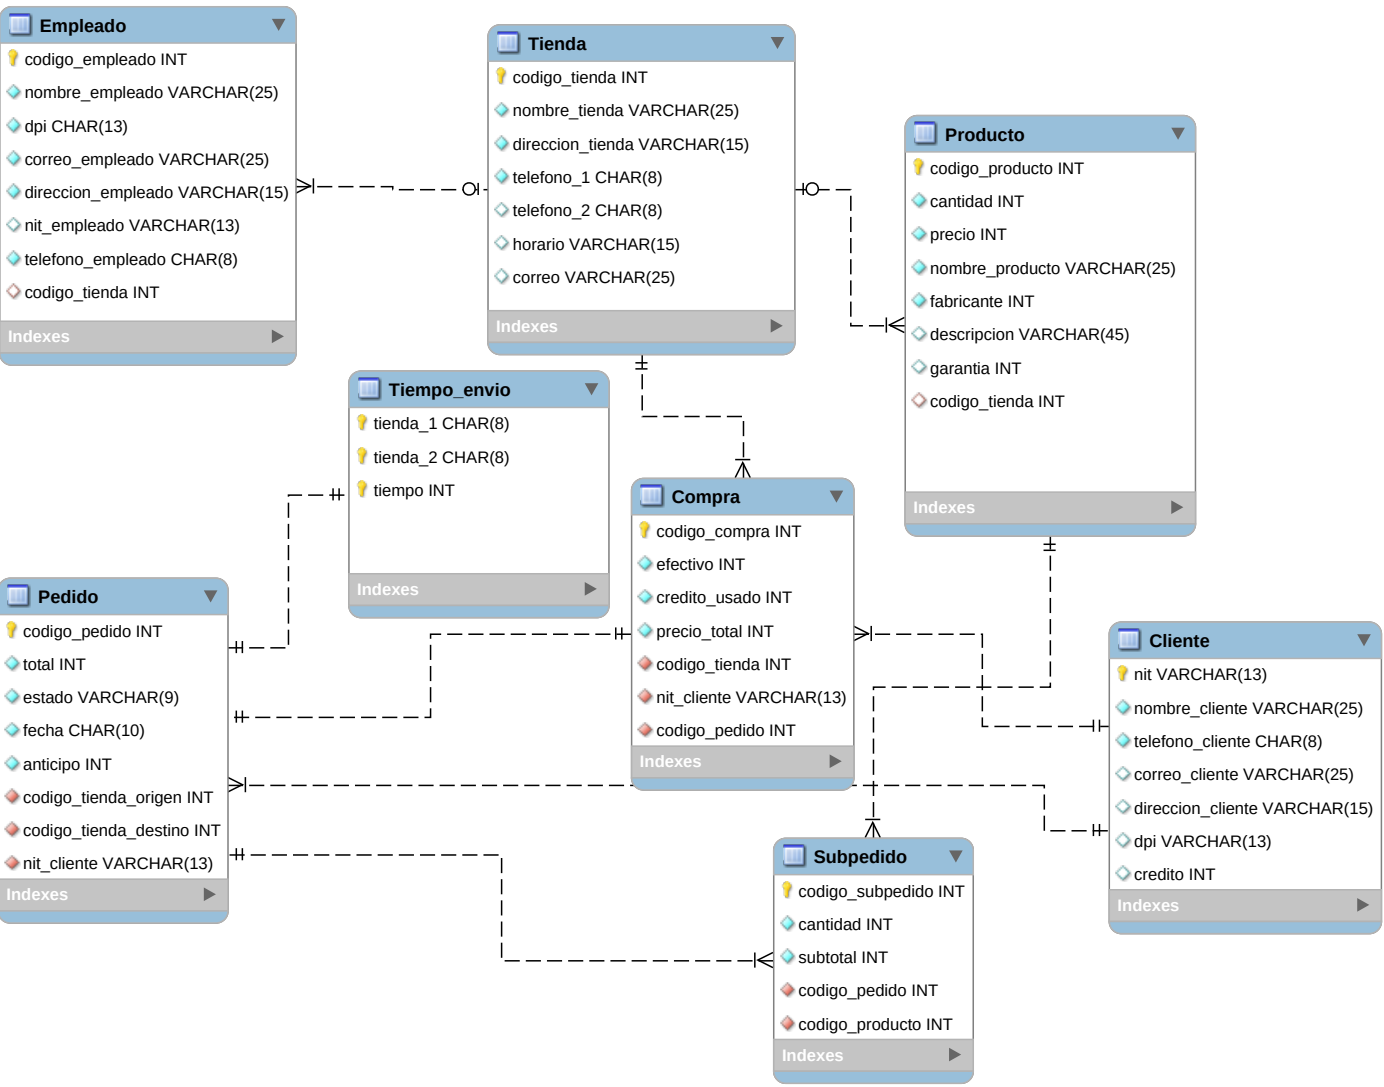 Empleado
codigo_empleado INT
nombre_empleado VARCHAR(25)
dpi CHAR(13)
correo_empleado VARCHAR(25)
direccion_empleado VARCHAR(15)
nit_empleado VARCHAR(13)
telefono_empleado CHAR(8)
codigo_tienda INT
Indexes
Tienda
codigo_tienda INT
nombre_tienda VARCHAR(25)
direccion_tienda VARCHAR(15)
telefono_1 CHAR(8)
telefono_2 CHAR(8)
horario VARCHAR(15)
correo VARCHAR(25)
Indexes
Producto
codigo_producto INT
cantidad INT
precio INT
nombre_producto VARCHAR(25)
fabricante INT
descripcion VARCHAR(45)
garantia INT
codigo_tienda INT
Indexes
Tiempo_envio
tienda_1 CHAR(8)
tienda_2 CHAR(8)
tiempo INT
Indexes
Compra
codigo_compra INT
efectivo INT
credito_usado INT
precio_total INT
codigo_tienda INT
nit_cliente VARCHAR(13)
codigo_pedido INT
Indexes
Pedido
codigo_pedido INT
total INT
estado VARCHAR(9)
fecha CHAR(10)
anticipo INT
codigo_tienda_origen INT
codigo_tienda_destino INT
nit_cliente VARCHAR(13)
Indexes
Cliente
nit VARCHAR(13)
nombre_cliente VARCHAR(25)
telefono_cliente CHAR(8)
correo_cliente VARCHAR(25)
direccion_cliente VARCHAR(15)
dpi VARCHAR(13)
credito INT
Indexes
Subpedido
codigo_subpedido INT
cantidad INT
subtotal INT
codigo_pedido INT
codigo_producto INT
Indexes